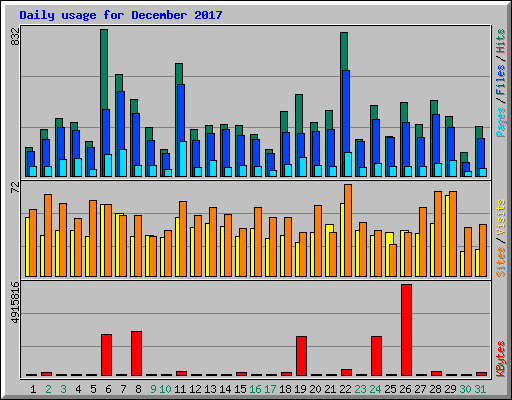 Daily usage for December 2017
832
72
4915816
Pages / Files / Hits
Sites / Visits
KBytes
1 2 3 4 5 6 7 8 9 10 11 12 13 14 15 16 17 18 19 20 21 22 23 24 25 26 27 28 29 30 31